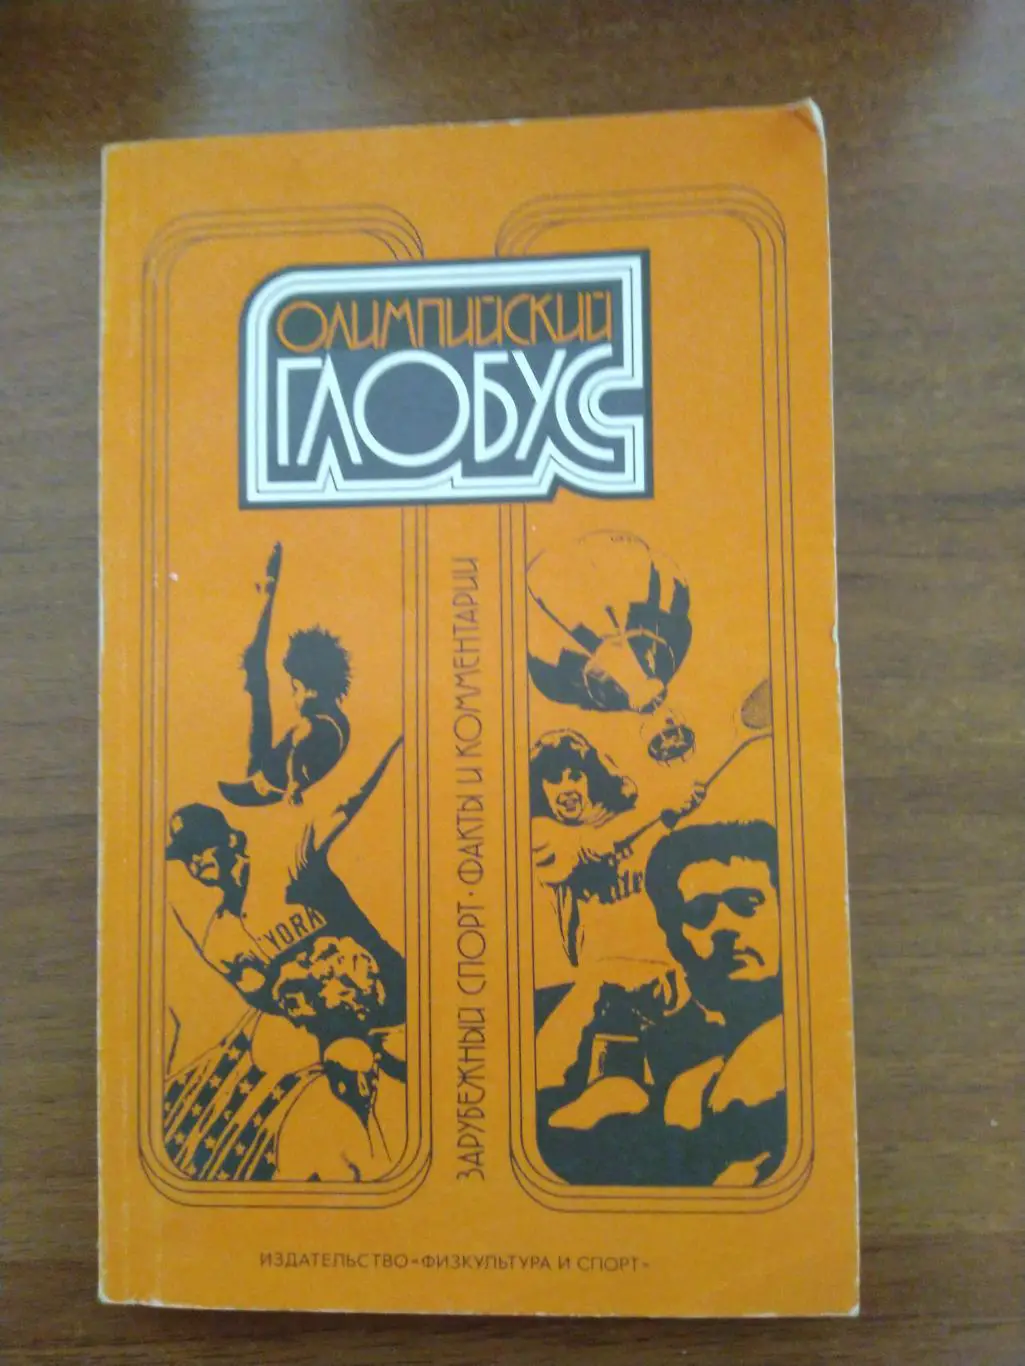 ОЛИМПИЙСКИЙ
ГЛОБУС
ЗАРУБЕЖНЫЙ СПОРТ · ФАКТЫ И КОММЕНТАРИИ
YORK
ИЗДАТЕЛЬСТВО «ФИЗКУЛЬТУРА И СПОРТ»